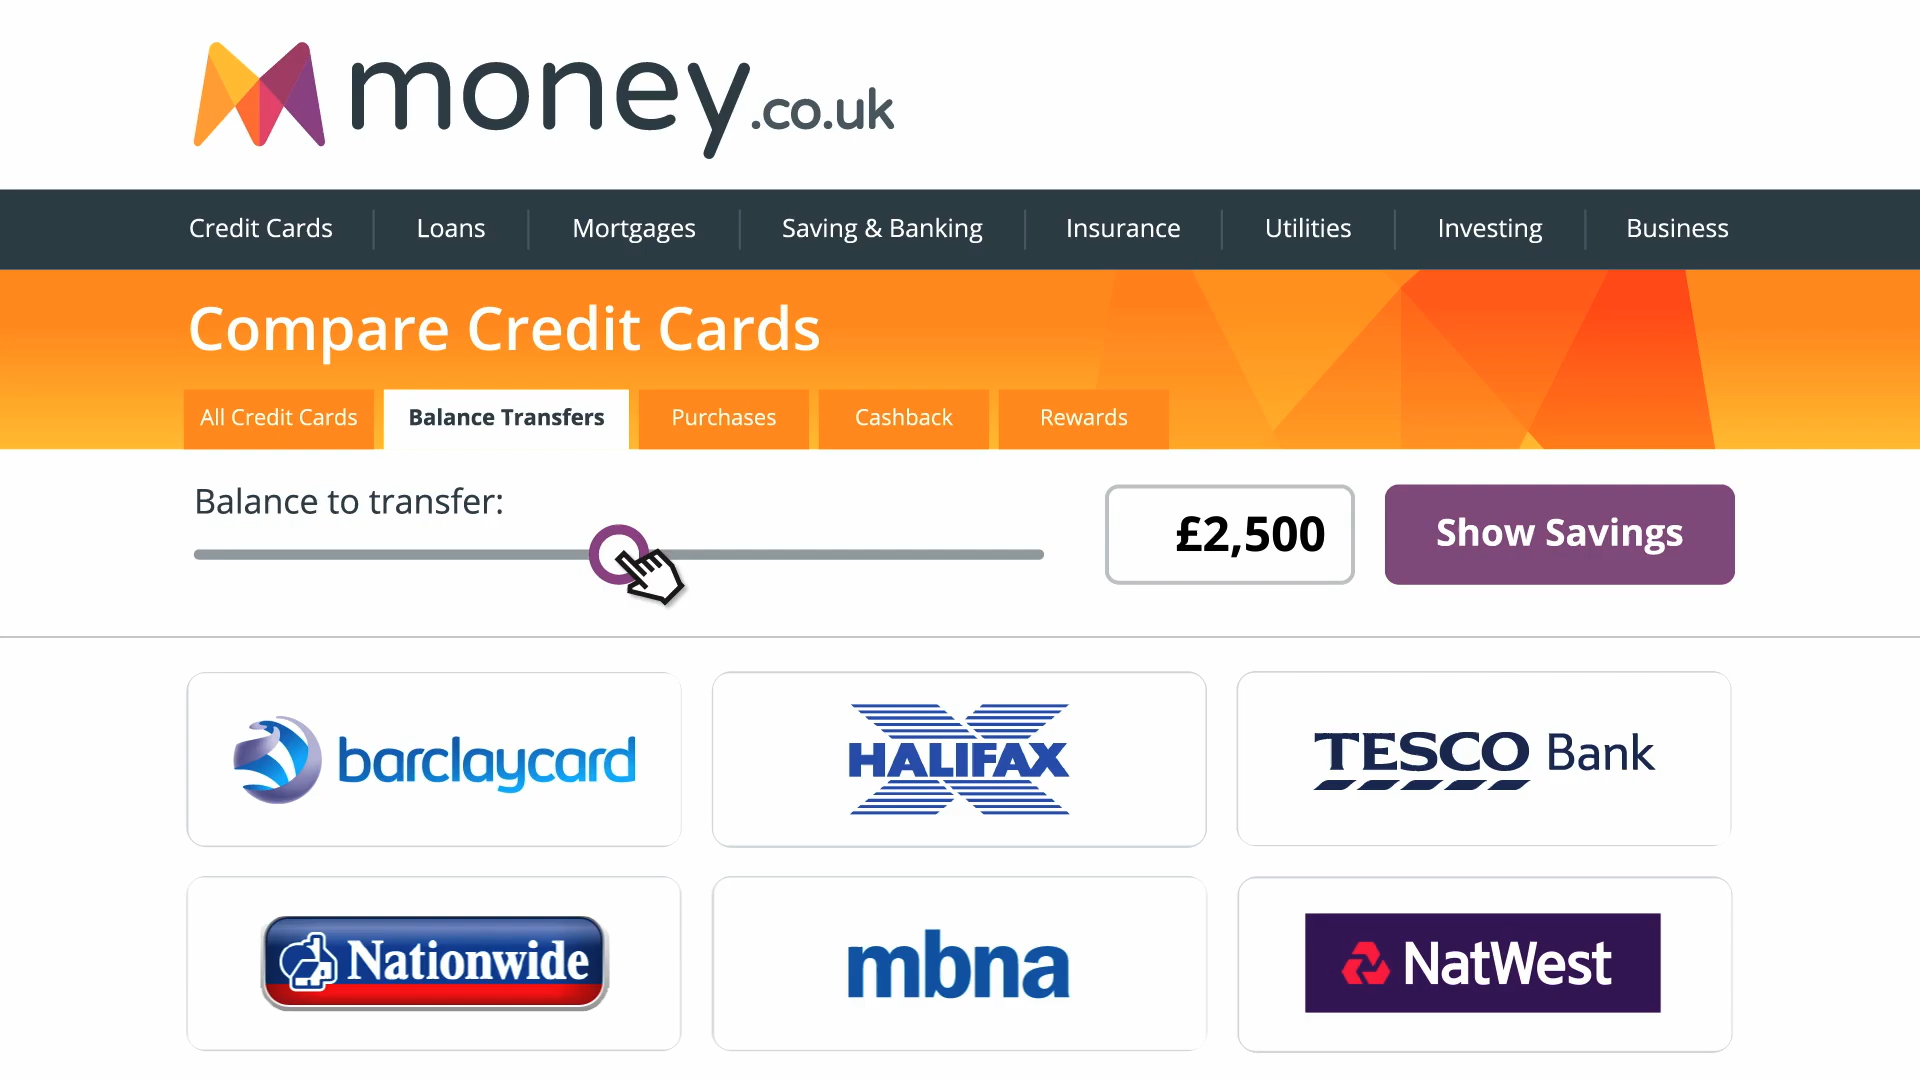 money.co.uk
Credit Cards
Loans
Mortgages
Saving & Banking
Insurance
Utilities
Investing
Business
Compare Credit Cards
All Credit Cards
Balance Transfers
Purchases
Cashback
Rewards
Balance to transfer:
£2,500
Show Savings
barclaycard
HALIFAX
TESCO Bank
Nationwide
mbna
NatWest